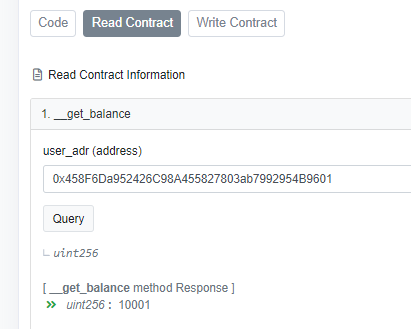 Code Read Contract Write Contract
Read Contract Information
1. __get_balance
user_adr (address)
0x458F6Da952426C98A455827803ab7992954B9601
Query
uint256
[ __get_balance method Response ]
uint256 : 10001